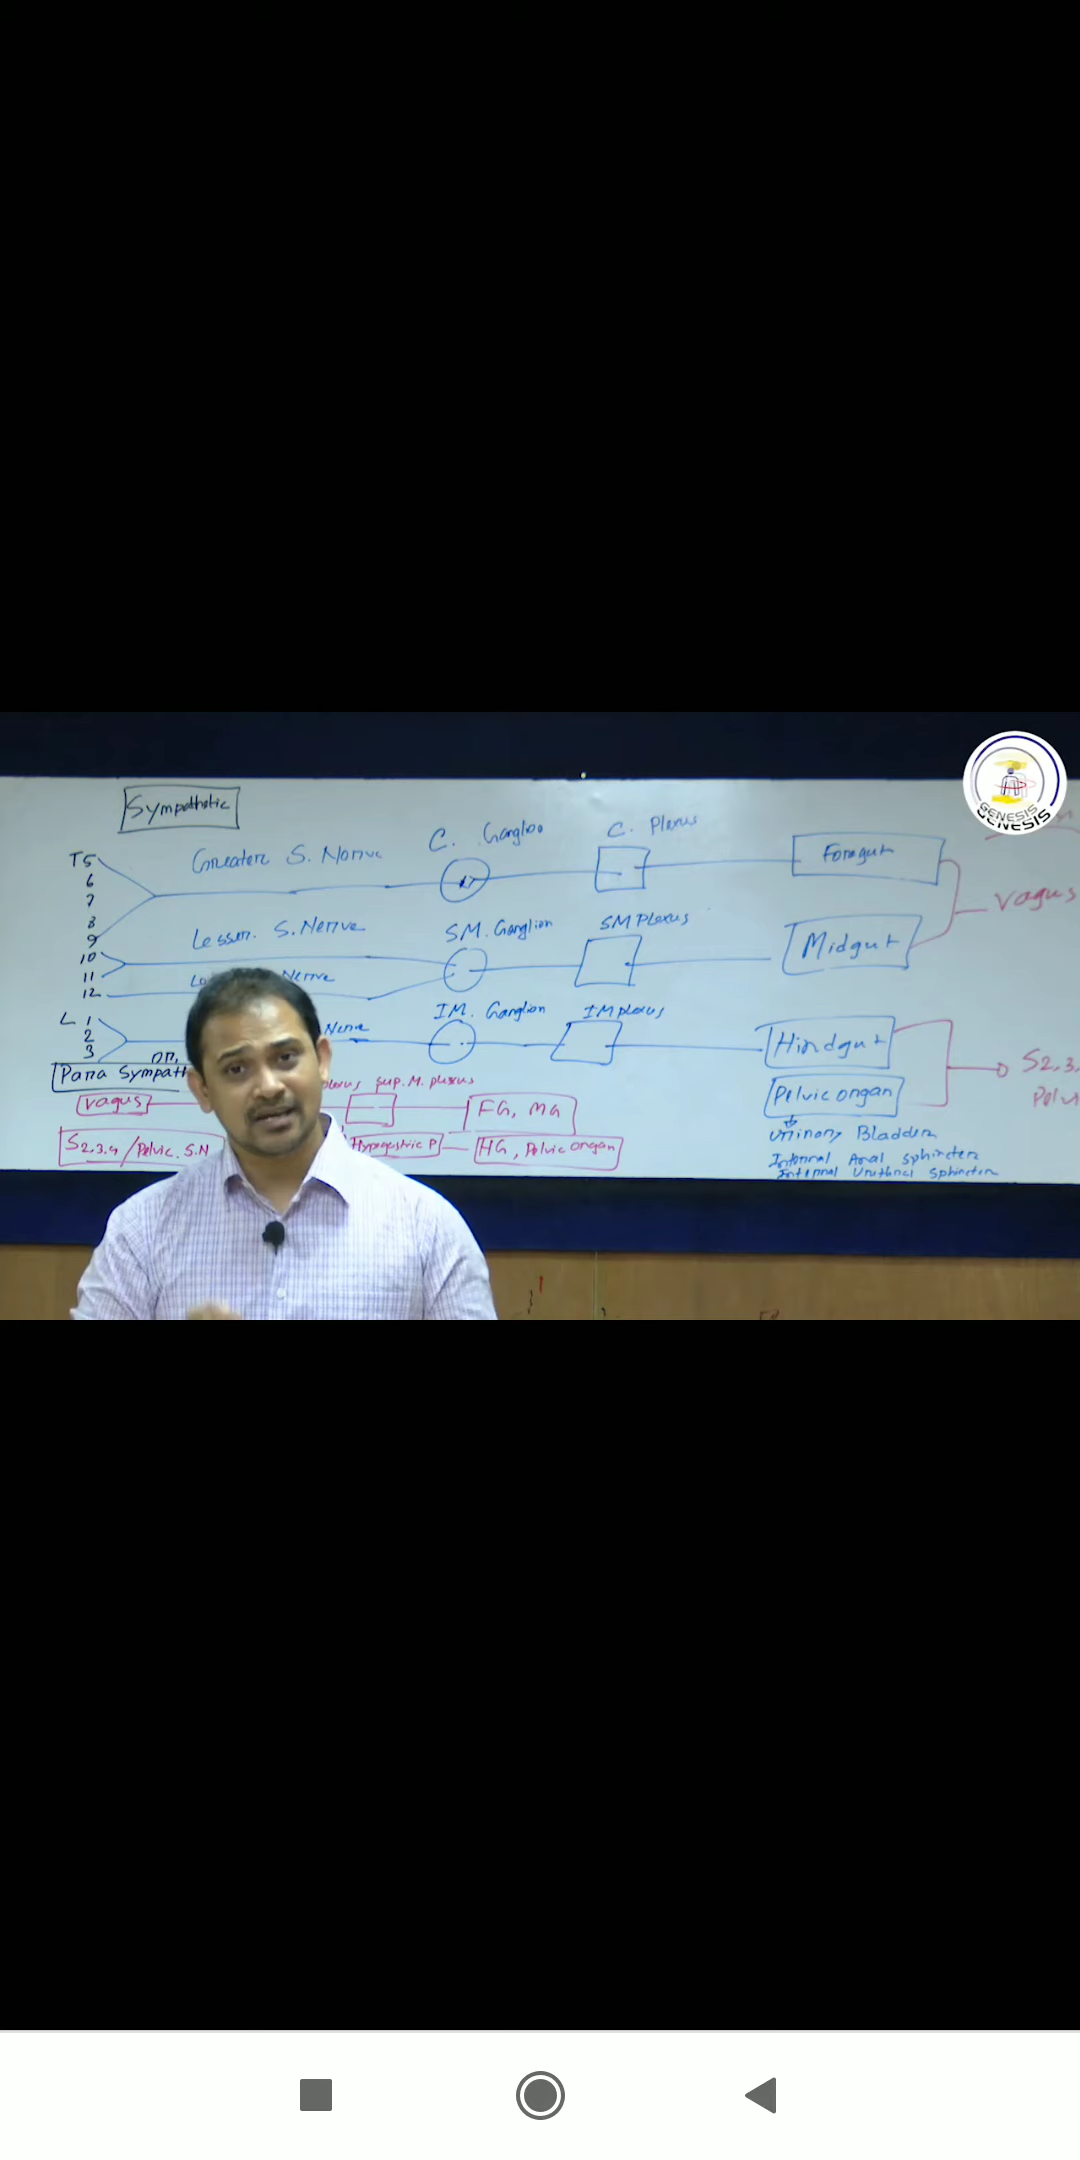 Sympathetic
T5
6
7
8
9
10
11
12
L 1
2
3
Greater S. Nerve
Lesser. S. Nerve
Nerve
Nerve
C. Ganglion
SM. Ganglion
IM. Ganglion
C. Plexus
SM Plexus
IM plexus
Foregut
Midgut
Hindgut
Pelvic organ
Urinary Bladder
Internal Anal sphincter
Internal Urethral sphincter
Vagus
S2,3,
Para Sympath
Vagus
sup. M. plexus
FG, MG
S2,3,4/Pelvic. S.N
Hypogastric P
HG, Pelvic organ
GENESIS
GENESIS